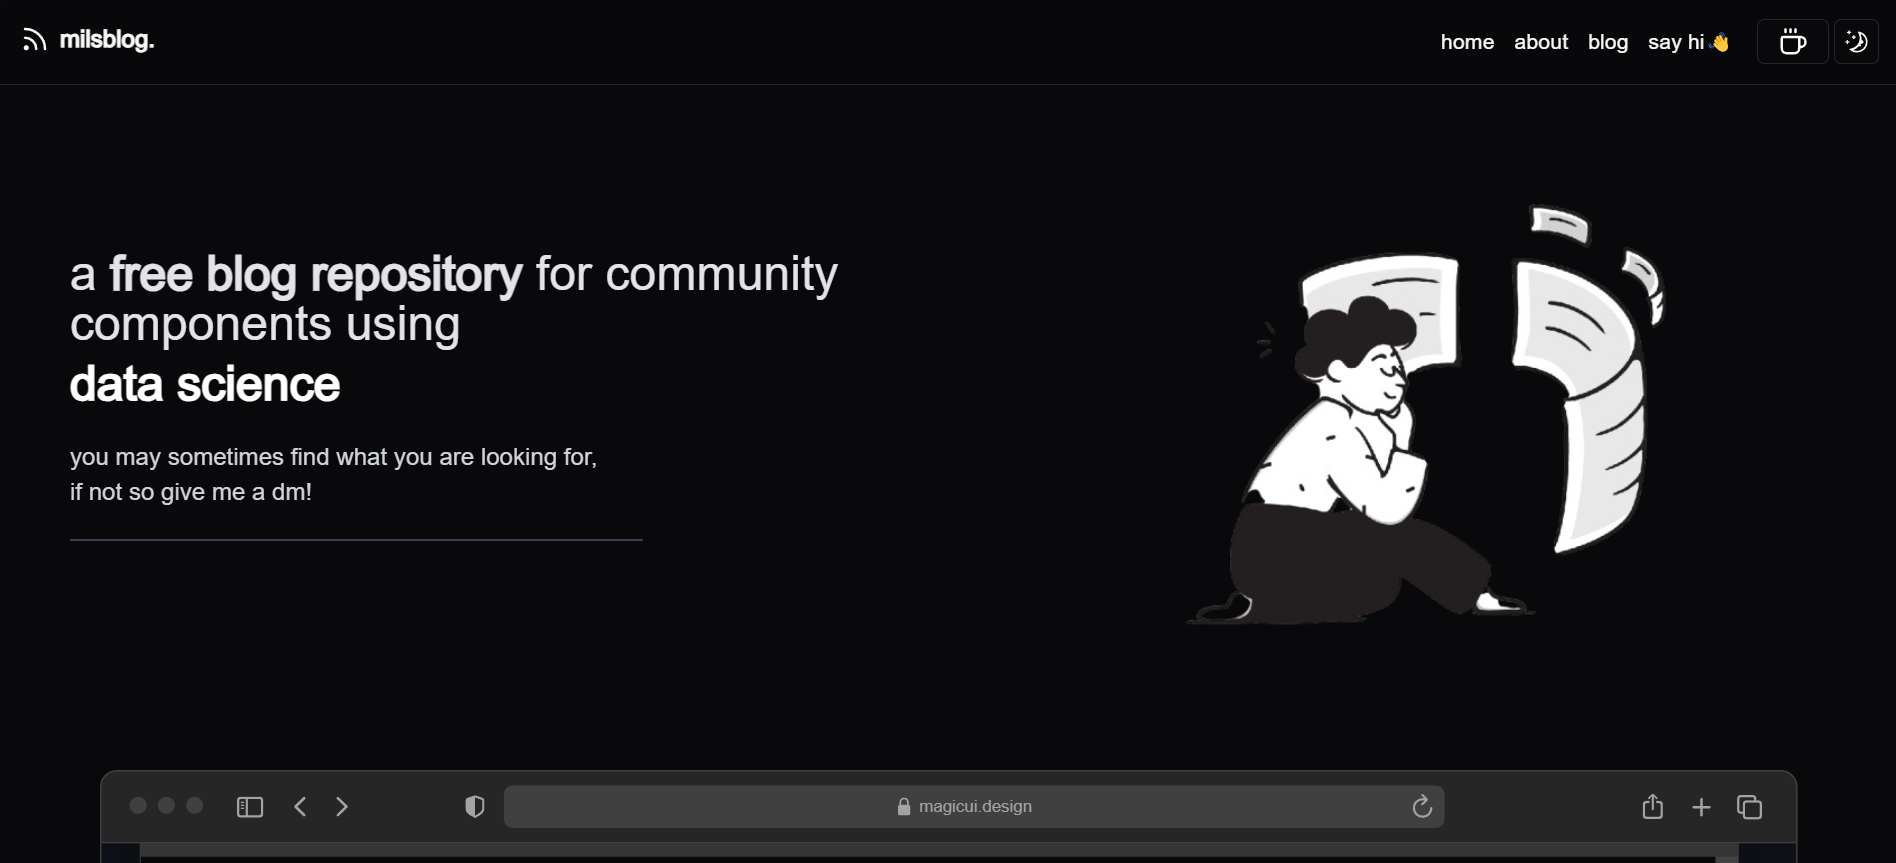 milsblog.
home about blog say hi 👋
a free blog repository for community
components using
data science
you may sometimes find what you are looking for,
if not so give me a dm!
magicui.design